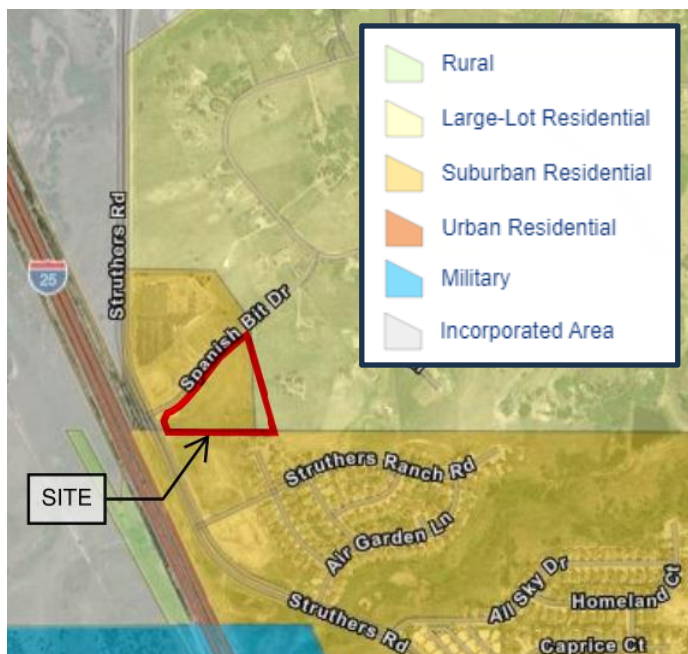 Rural
Large-Lot Residential
Suburban Residential
Urban Residential
Military
Incorporated Area
Struthers Rd
25
Spanish Bit Dr
SITE
Struthers Ranch Rd
Air Garden Ln
Struthers Rd
All Sky Dr
Homeland Ct
Caprice Ct